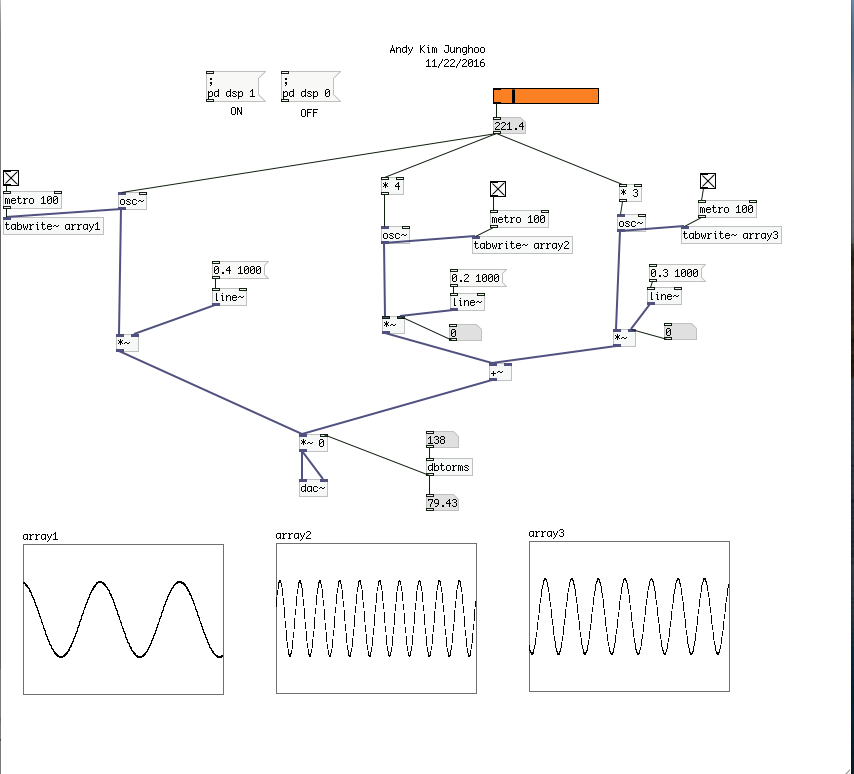 Andy Kim Junghoo
11/22/2016
;
pd dsp 1
;
pd dsp 0
ON
OFF
221.4
metro 100
tabwrite~ array1
osc~
* 4
osc~
metro 100
tabwrite~ array2
* 3
osc~
metro 100
tabwrite~ array3
0.4 1000
line~
*~
0.2 1000
line~
*~
0
0.3 1000
line~
*~
0
+~
*~ 0
dac~
138
dbtorms
79.43
array1
array2
array3